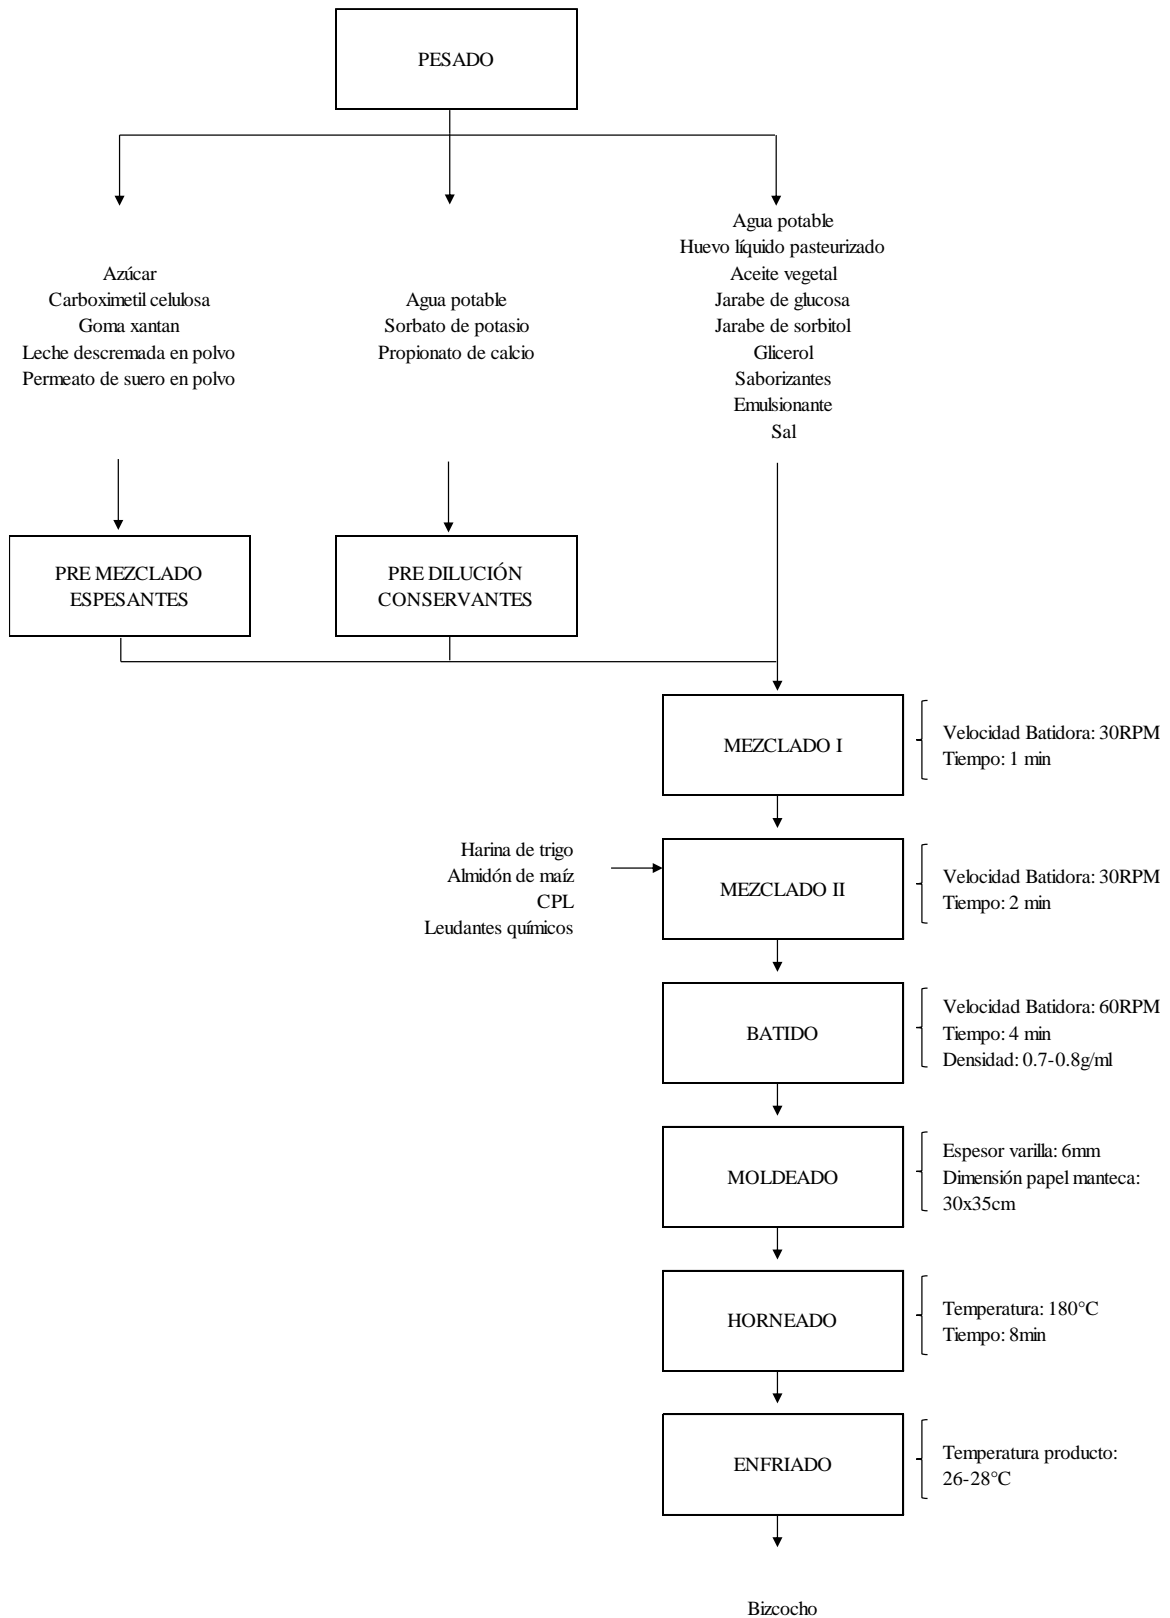 PESADO
Azúcar
Carboximetil celulosa
Goma xantan
Leche descremada en polvo
Permeato de suero en polvo
Agua potable
Sorbato de potasio
Propionato de calcio
Agua potable
Huevo líquido pasteurizado
Aceite vegetal
Jarabe de glucosa
Jarabe de sorbitol
Glicerol
Saborizantes
Emulsionante
Sal
PRE MEZCLADO
ESPESANTES
PRE DILUCIÓN
CONSERVANTES
MEZCLADO I
Velocidad Batidora: 30RPM
Tiempo: 1 min
Harina de trigo
Almidón de maíz
CPL
Leudantes químicos
MEZCLADO II
Velocidad Batidora: 30RPM
Tiempo: 2 min
BATIDO
Velocidad Batidora: 60RPM
Tiempo: 4 min
Densidad: 0.7-0.8g/ml
MOLDEADO
Espesor varilla: 6mm
Dimensión papel manteca:
30x35cm
HORNEADO
Temperatura: 180°C
Tiempo: 8min
ENFRIADO
Temperatura producto:
26-28°C
Bizcocho